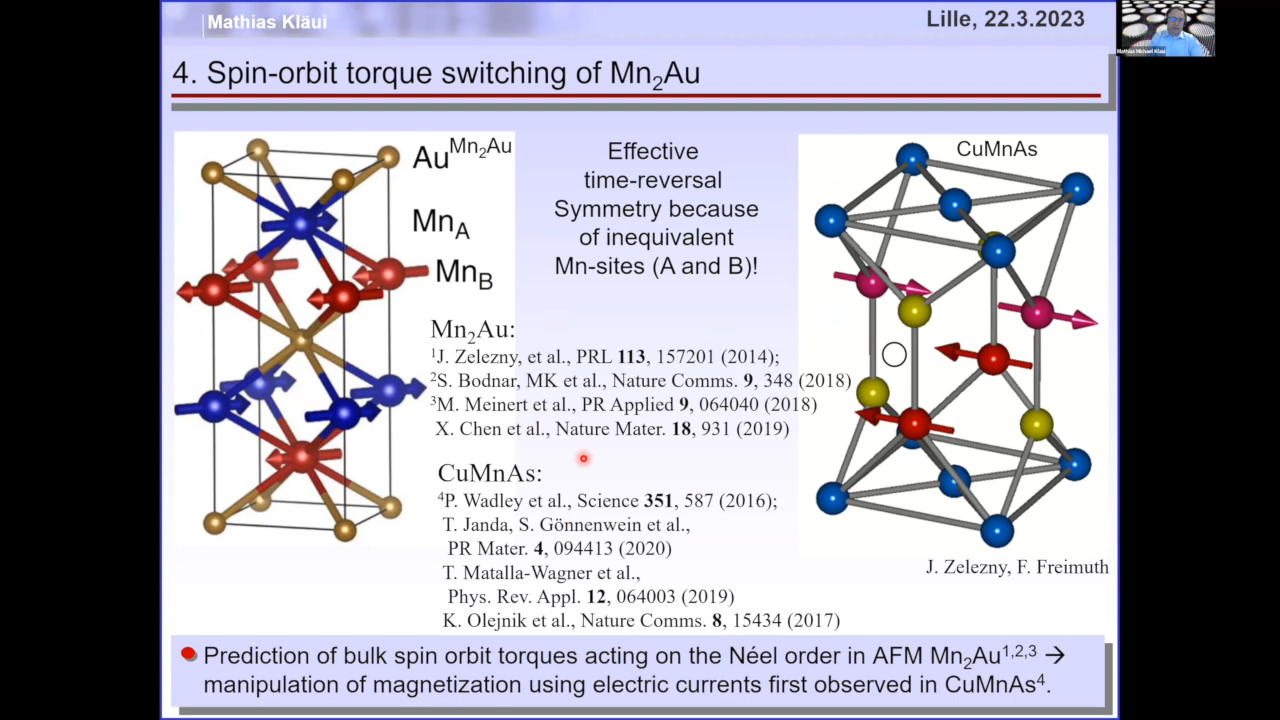 Mathias Kläui
Lille, 22.3.2023
Mathias Michael Kläui
4. Spin-orbit torque switching of Mn₂Au
Au
Mn₂Au
Mn_A
Mn_B
Effective
time-reversal
Symmetry because
of inequivalent
Mn-sites (A and B)!
CuMnAs
Mn₂Au:
¹J. Zelezny, et al., PRL 113, 157201 (2014);
²S. Bodnar, MK et al., Nature Comms. 9, 348 (2018)
³M. Meinert et al., PR Applied 9, 064040 (2018)
X. Chen et al., Nature Mater. 18, 931 (2019)
CuMnAs:
⁴P. Wadley et al., Science 351, 587 (2016);
T. Janda, S. Gönnenwein et al.,
PR Mater. 4, 094413 (2020)
T. Matalla-Wagner et al.,
Phys. Rev. Appl. 12, 064003 (2019)
K. Olejnik et al., Nature Comms. 8, 15434 (2017)
J. Zelezny, F. Freimuth
Prediction of bulk spin orbit torques acting on the Néel order in AFM Mn₂Au¹,²,³ →
manipulation of magnetization using electric currents first observed in CuMnAs⁴.